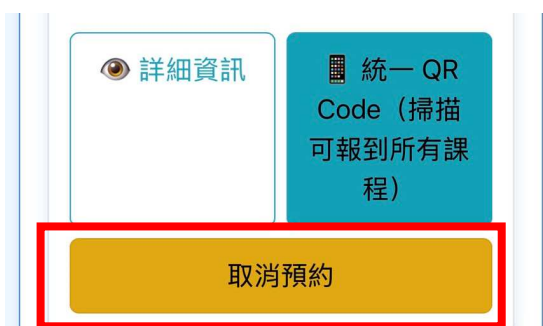 詳細資訊
統一 QR
Code（掃描
可報到所有課
程）
取消預約